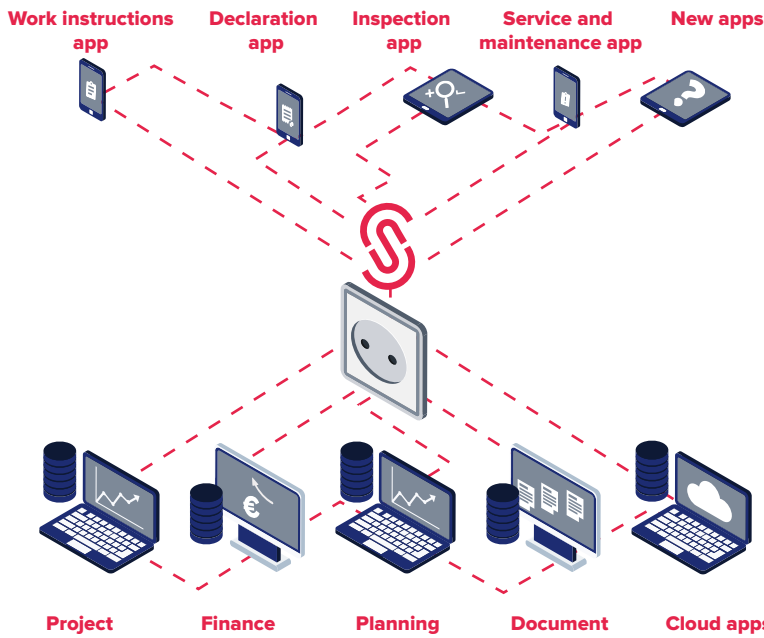 Work instructions
app
Declaration
app
Inspection
app
Service and
maintenance app
New apps
€
Project
Finance
Planning
Document
Cloud apps